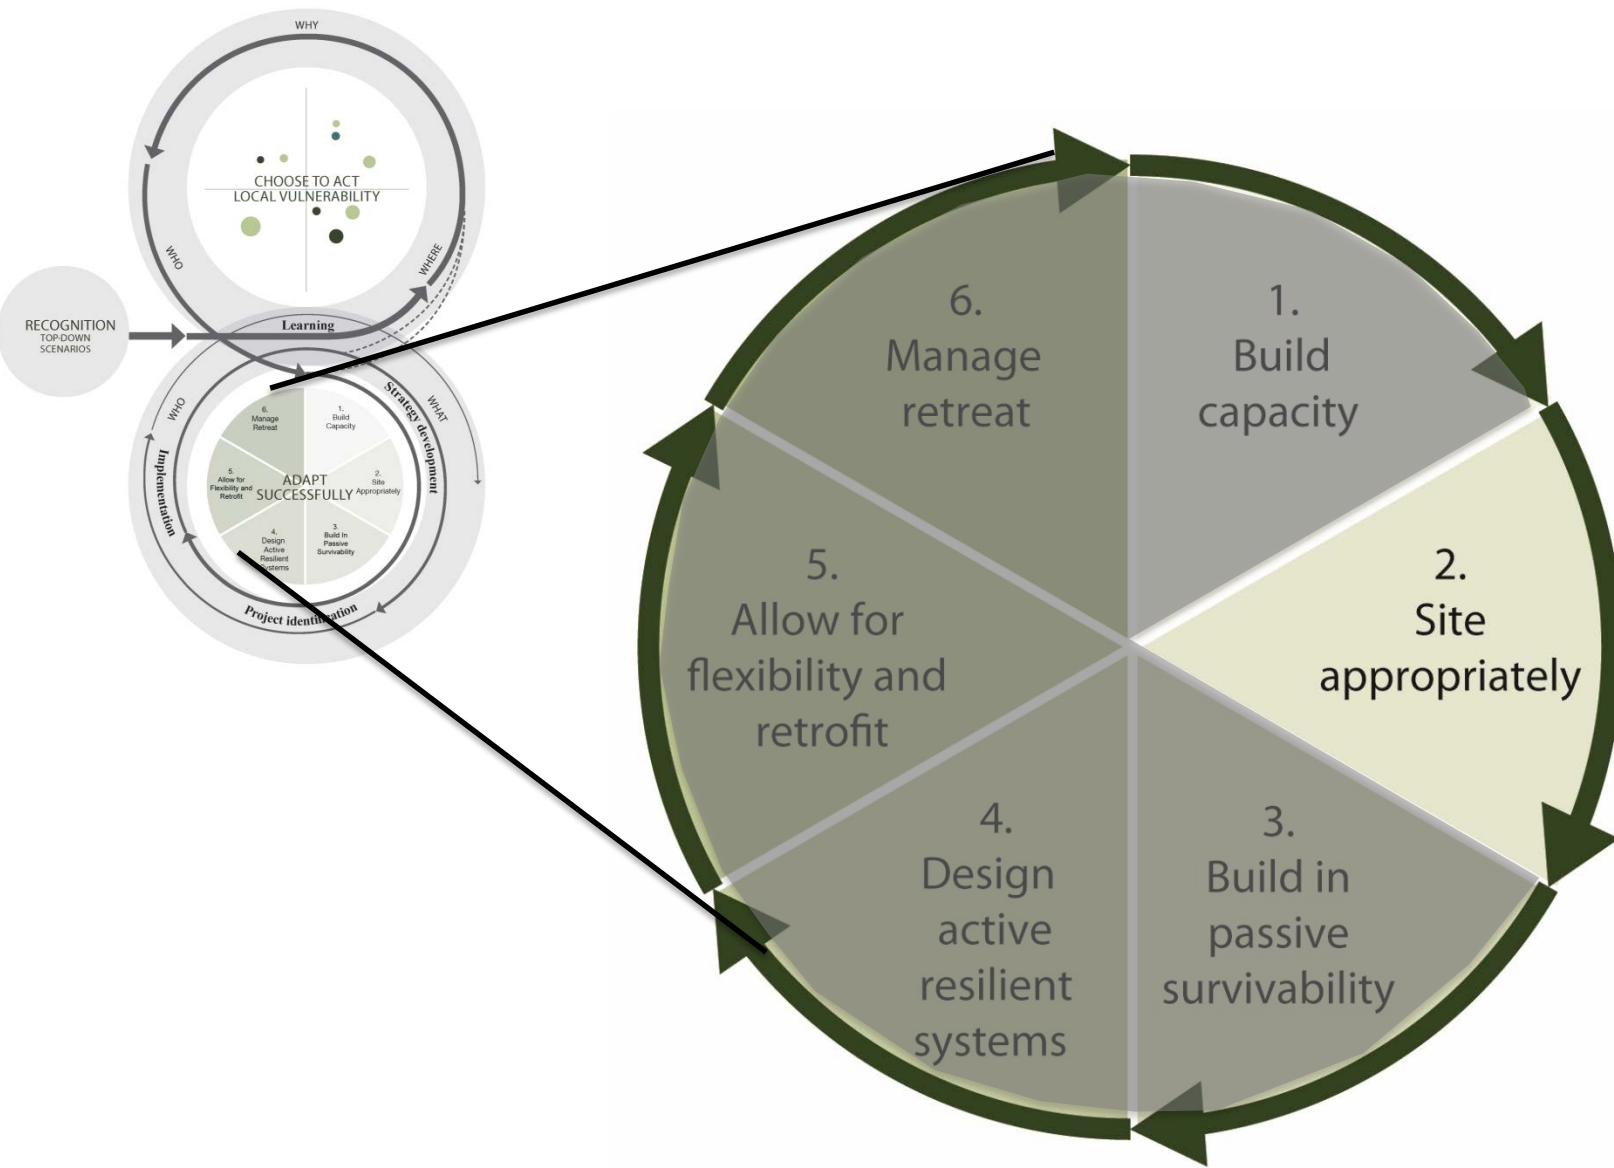 WHY
CHOOSE TO ACT
LOCAL VULNERABILITY
WHO
WHERE
RECOGNITION
TOP-DOWN
SCENARIOS
Learning
WHO
WHAT
Strategy development
Implementation
Project identification
ADAPT
SUCCESSFULLY
1.
Build
Capacity
2.
Site
Appropriately
3.
Build In
Passive
Survivability
4.
Design
Active
Resilient
Systems
5.
Allow for
Flexibility and
Retrofit
6.
Manage
Retreat
1.
Build
capacity
2.
Site
appropriately
3.
Build in
passive
survivability
4.
Design
active
resilient
systems
5.
Allow for
flexibility and
retrofit
6.
Manage
retreat